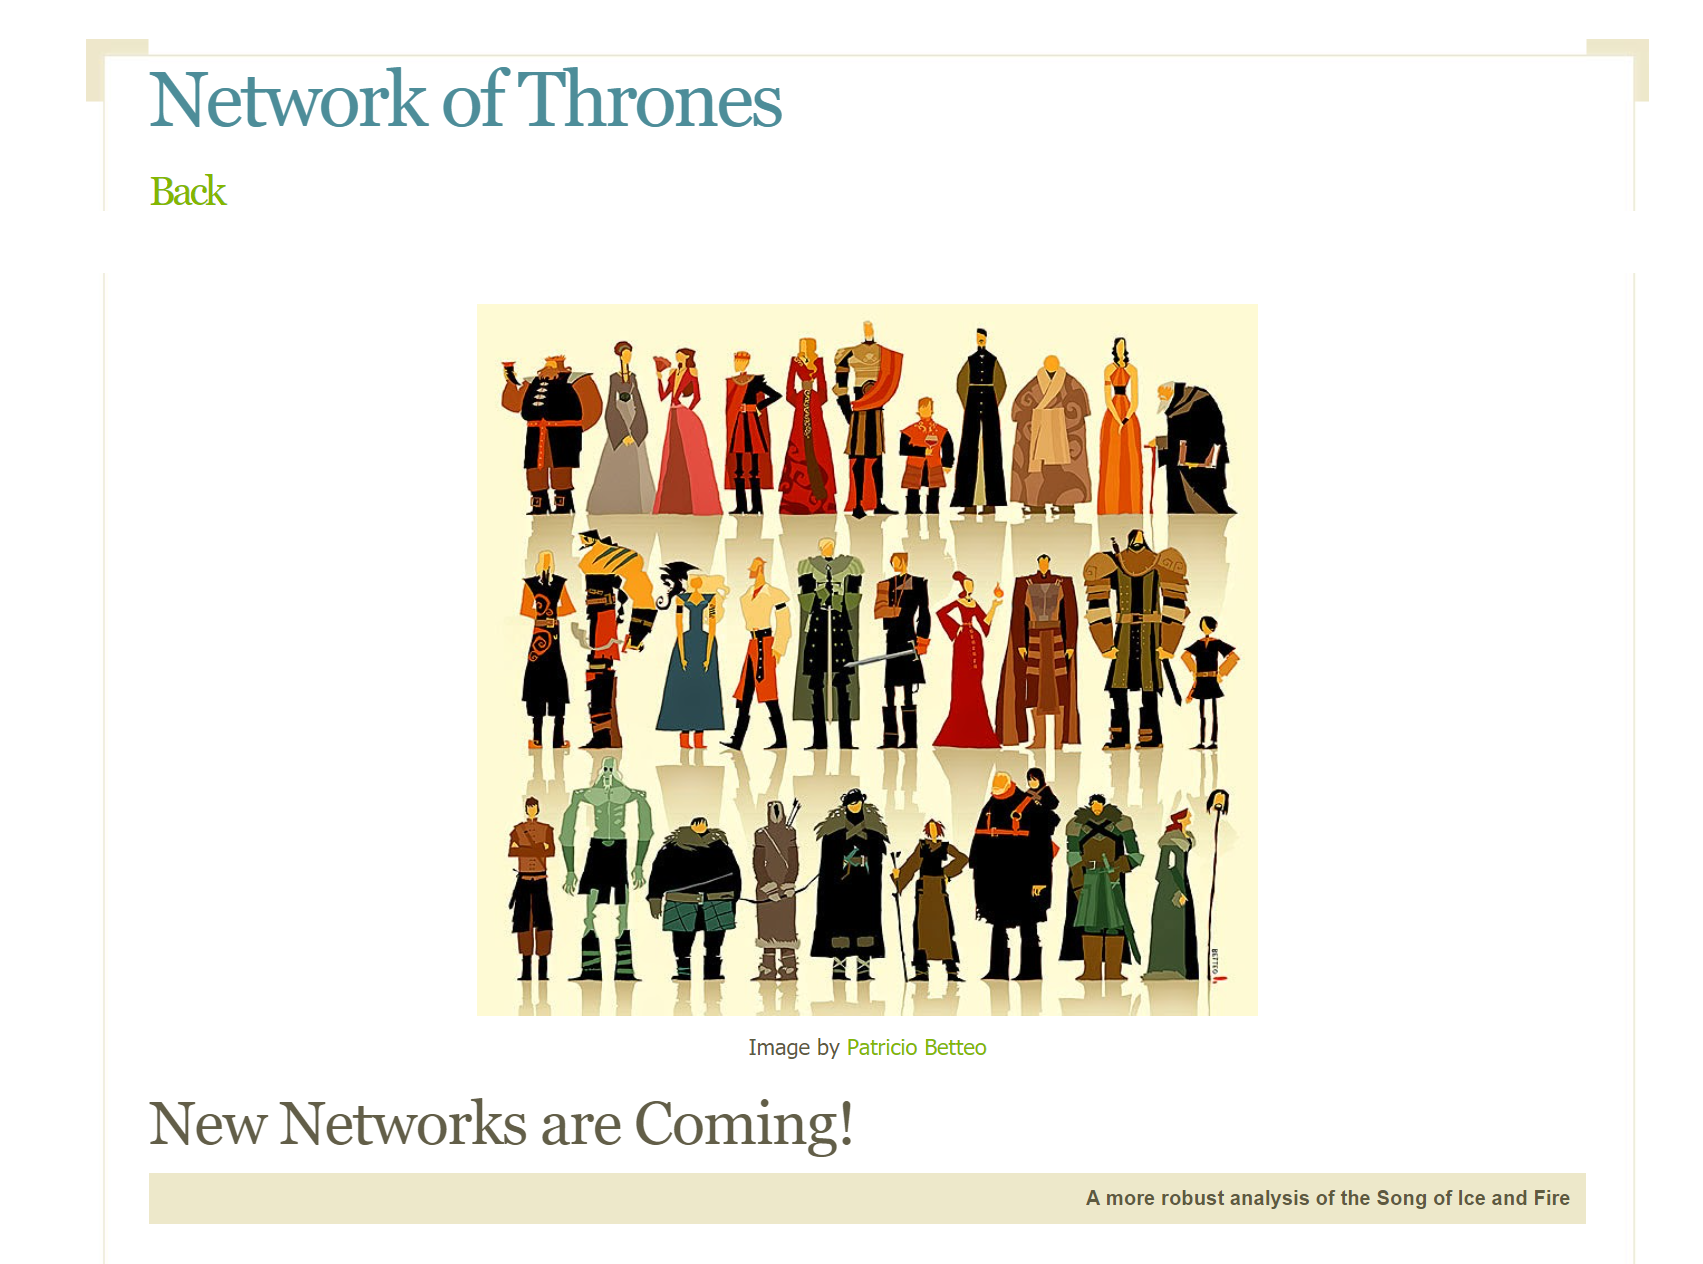 Network of Thrones
Back
BETTEO
Image by Patricio Betteo
New Networks are Coming!
A more robust analysis of the Song of Ice and Fire